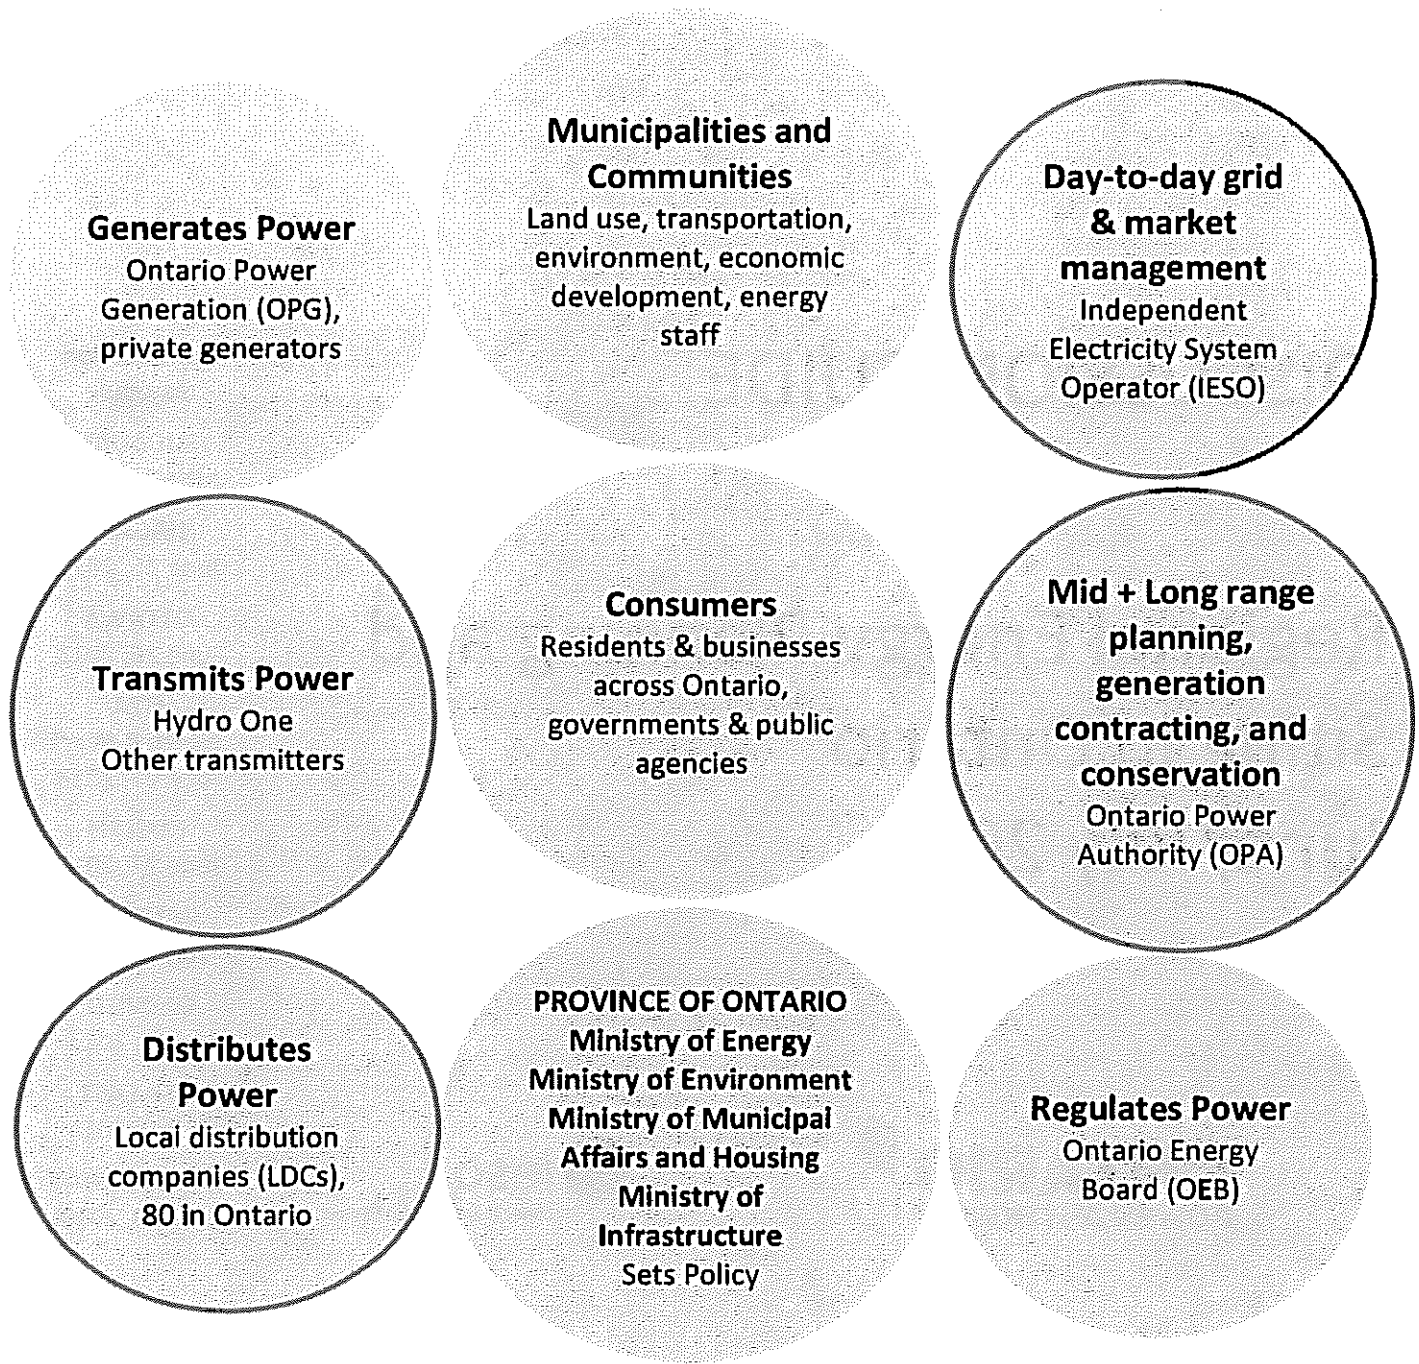 Generates Power
Ontario Power
Generation (OPG),
private generators
Municipalities and
Communities
Land use, transportation,
environment, economic
development, energy
staff
Day-to-day grid
& market
management
Independent
Electricity System
Operator (IESO)
Transmits Power
Hydro One
Other transmitters
Consumers
Residents & businesses
across Ontario,
governments & public
agencies
Mid + Long range
planning,
generation
contracting, and
conservation
Ontario Power
Authority (OPA)
Distributes
Power
Local distribution
companies (LDCs),
80 in Ontario
PROVINCE OF ONTARIO
Ministry of Energy
Ministry of Environment
Ministry of Municipal
Affairs and Housing
Ministry of
Infrastructure
Sets Policy
Regulates Power
Ontario Energy
Board (OEB)